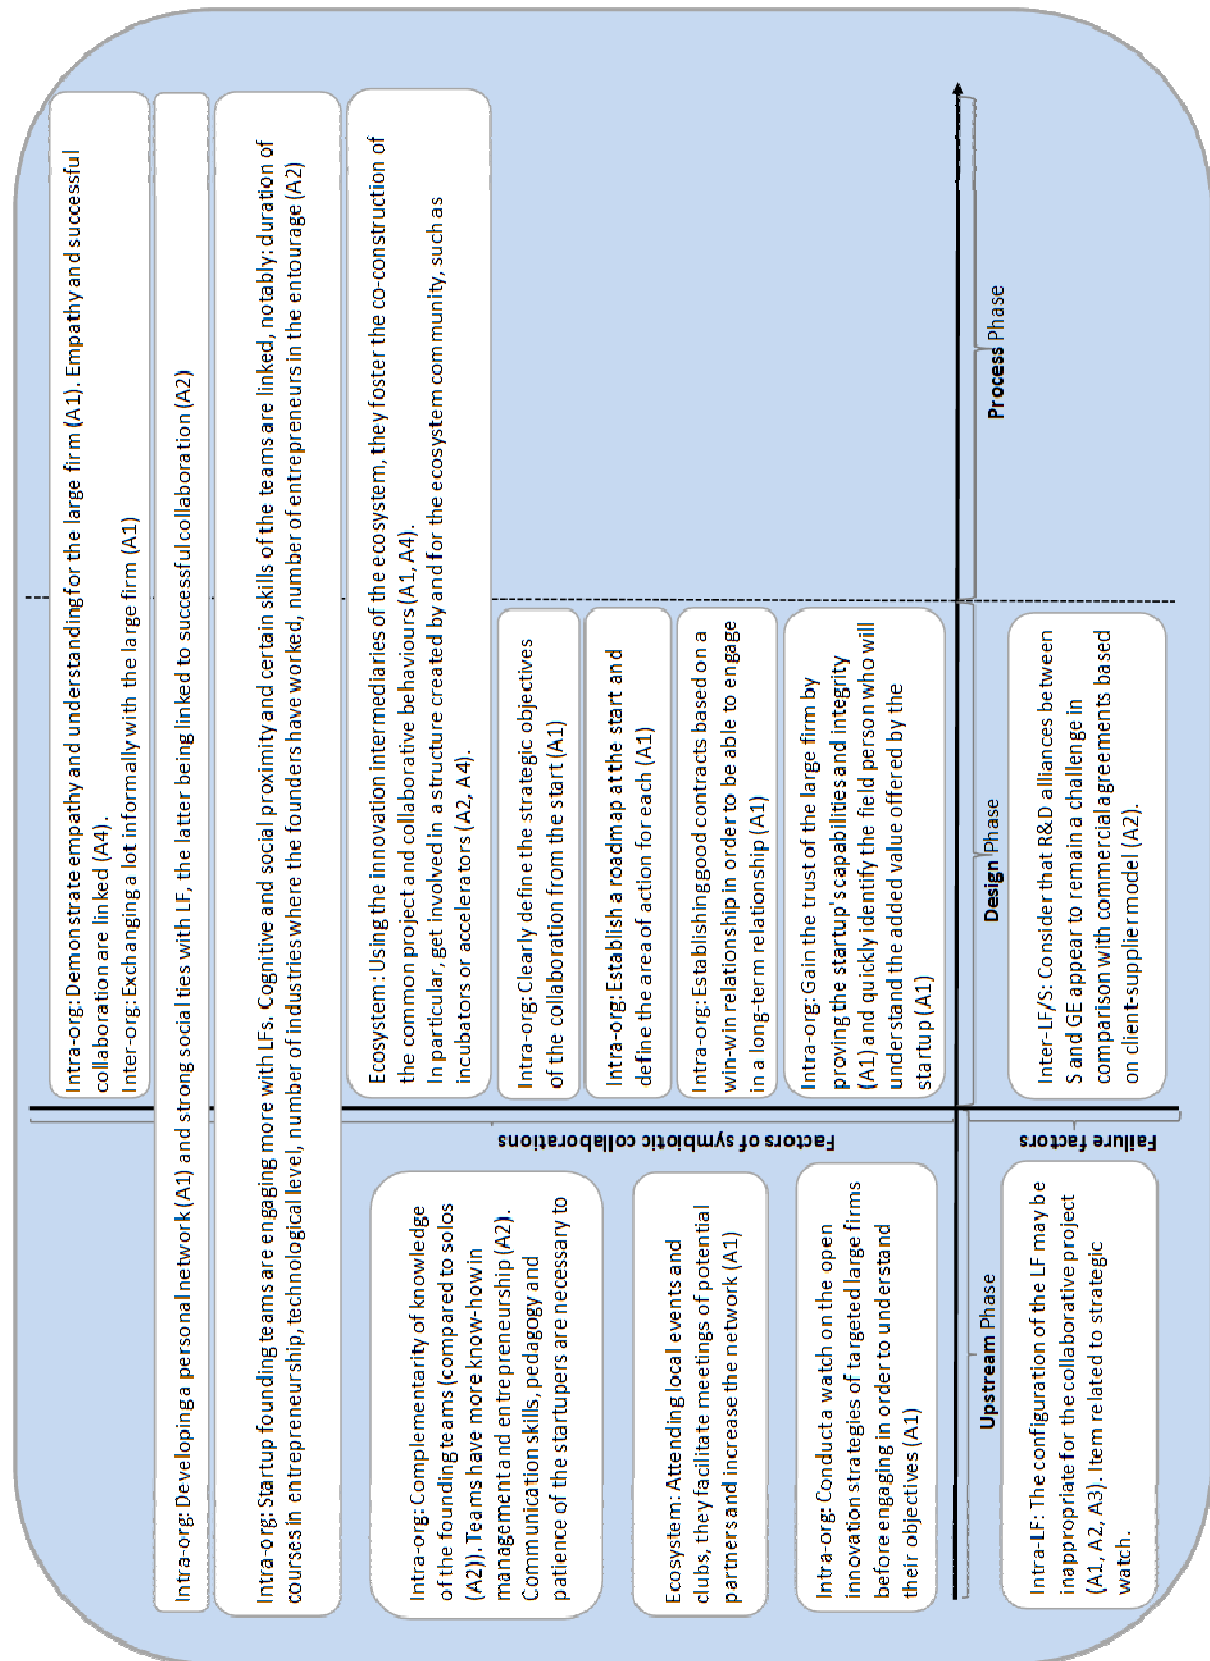 Intra-org: Demonstrate empathy and understanding for the large firm (A1). Empathy and successful
collaboration are linked (A4).
Inter-org: Exchanging a lot informally with the large firm (A1)
Intra-org: Developing a personal network (A1) and strong social ties with LF, the latter being linked to successful collaboration (A2)
Intra-org: Startup founding teams are engaging more with LFs. Cognitive and social proximity and certain skills of the teams are linked, notably: duration of
courses in entrepreneurship, technological level, number of industries where the founders have worked, number of entrepreneurs in the entourage (A2)
Ecosystem: Using the innovation intermediaries of the ecosystem, they foster the co-construction of
the common project and collaborative behaviours (A1, A4).
In particular, get involved in a structure created by and for the ecosystem community, such as
incubators or accelerators (A2, A4).
Intra-org: Complementarity of knowledge
of the founding teams (compared to solos
(A2)). Teams have more know-how in
management and entrepreneurship (A2).
Communication skills, pedagogy and
patience of the startupers are necessary to
Intra-org: Clearly define the strategic objectives
of the collaboration from the start (A1)
Intra-org: Establish a roadmap at the start and
define the area of action for each (A1)
Ecosystem: Attending local events and
clubs, they facilitate meetings of potential
partners and increase the network (A1)
Intra-org: Establishing good contracts based on a
win-win relationship in order to be able to engage
in a long-term relationship (A1)
Intra-org: Conduct a watch on the open
innovation strategies of targeted large firms
before engaging in order to understand
their objectives (A1)
Intra-org: Gain the trust of the large firm by
proving the startup's capabilities and integrity
(A1) and quickly identify the field person who will
understand the added value offered by the
startup (A1)
Factors of symbiotic collaborations
Upstream Phase
Design Phase
Process Phase
Failure factors
Intra-LF: The configuration of the LF may be
inappropriate for the collaborative project
(A1, A2, A3). Item related to strategic
watch.
Inter-LF/S: Consider that R&D alliances between
S and GE appear to remain a challenge in
comparison with commercial agreements based
on client-supplier model (A2).